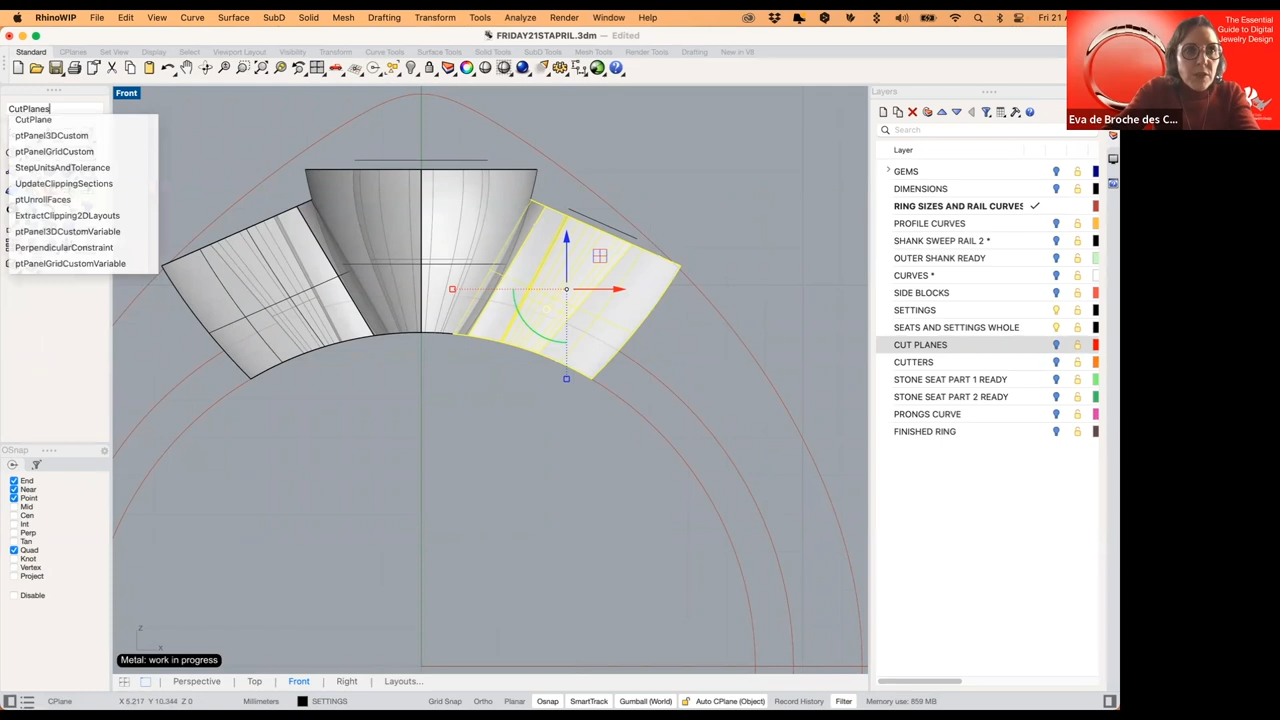 RhinoWIP File Edit View Curve Surface SubD Solid Mesh Drafting Transform Tools Analyze Render Window Help Fri 21
FRIDAY21STAPRIL.3dm — Edited
The Essential
Guide to Digital
Jewelry Design
Eva de Broche des C...
Standard CPlanes Set View Display Select Viewport Layout Visibility Transform Curve Tools Surface Tools Solid Tools SubD Tools Mesh Tools Render Tools Drafting New in V8
CutPlanes
CutPlane
ptPanel3DCustom
ptPanelGridCustom
StepUnitsAndTolerance
UpdateClippingSections
ptUnrollFaces
ExtractClipping2DLayouts
ptPanel3DCustomVariable
PerpendicularConstraint
ptPanelGridCustomVariable
Front
Layers
Search
Layer
GEMS
DIMENSIONS
RING SIZES AND RAIL CURVES
PROFILE CURVES
SHANK SWEEP RAIL 2 *
OUTER SHANK READY
CURVES *
SIDE BLOCKS
SETTINGS
SEATS AND SETTINGS WHOLE
CUT PLANES
CUTTERS
STONE SEAT PART 1 READY
STONE SEAT PART 2 READY
PRONGS CURVE
FINISHED RING
OSnap
End
Near
Point
Mid
Cen
Int
Perp
Tan
Quad
Knot
Vertex
Project
Disable
z
x
Metal: work in progress
Perspective Top Front Right Layouts...
CPlane X 5.217 Y 10.344 Z 0 Millimeters SETTINGS Grid Snap Ortho Planar Osnap SmartTrack Gumball (World) Auto CPlane (Object) Record History Filter Memory use: 859 MB